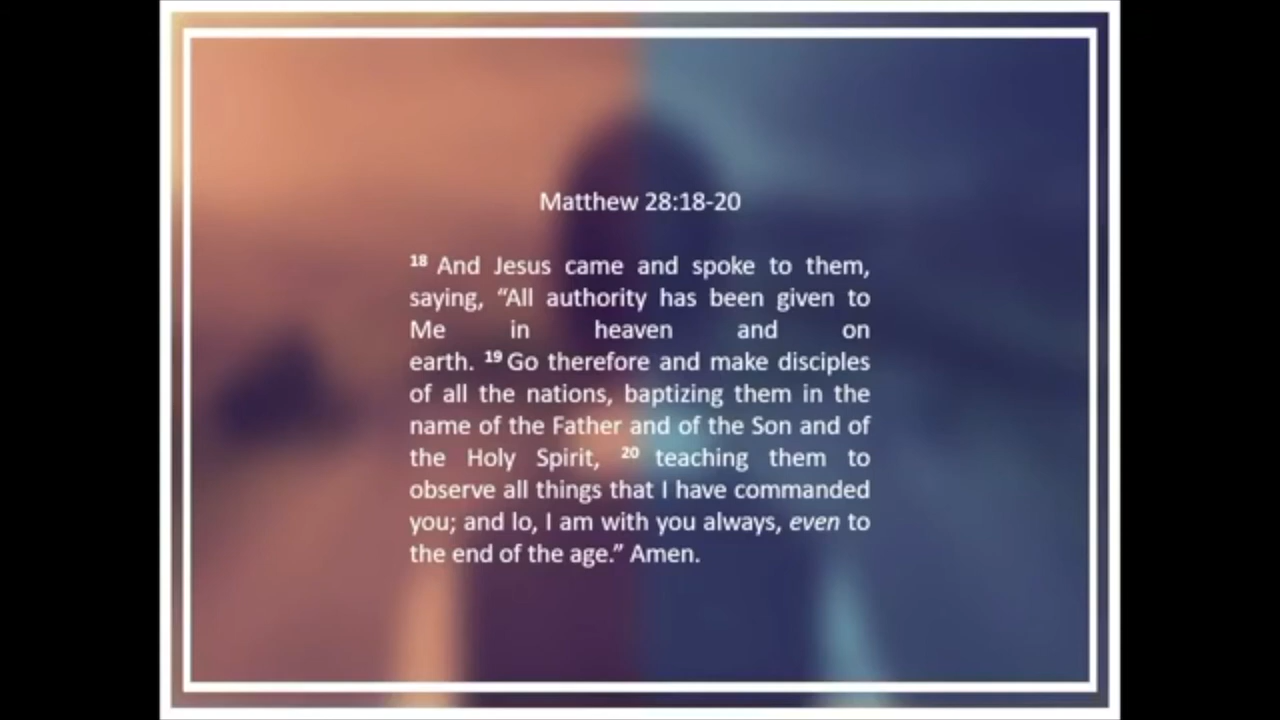 Matthew 28:18-20
18 And Jesus came and spoke to them,
saying, “All authority has been given to
Me in heaven and on
earth. 19 Go therefore and make disciples
of all the nations, baptizing them in the
name of the Father and of the Son and of
the Holy Spirit, 20 teaching them to
observe all things that I have commanded
you; and lo, I am with you always, even to
the end of the age.” Amen.